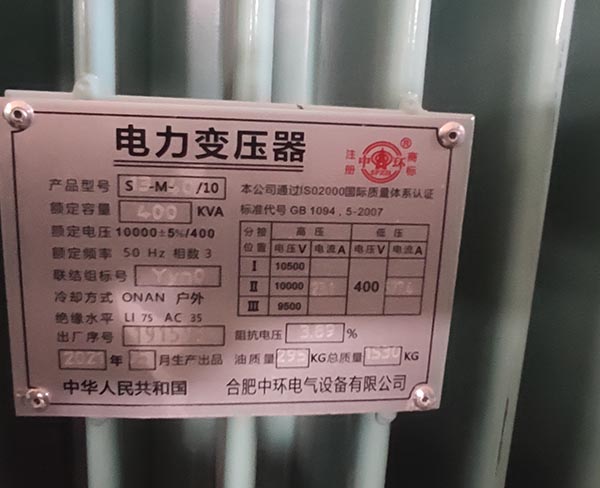 电力变压器
注册 中环 ® 商标
产品型号 S -M- /10 本公司通过ISO2000国际质量体系认证
额定容量 400 KVA 标准代号 GB 1094 . 5-2007
额定电压 10000±5%/400
额定频率 50 Hz 相数 3
联结组标号 Yyn0
冷却方式 ONAN 户外
绝缘水平 LI 75 AC 35
出厂序号 阻抗电压 3.89 %
年 月生产出品 油质量 295 KG 总质量 1530 KG
中华人民共和国 合肥中环电气设备有限公司
分接位置 高压 低压
电压V 电流A 电压V 电流A
I 10500
II 10000 400
III 9500